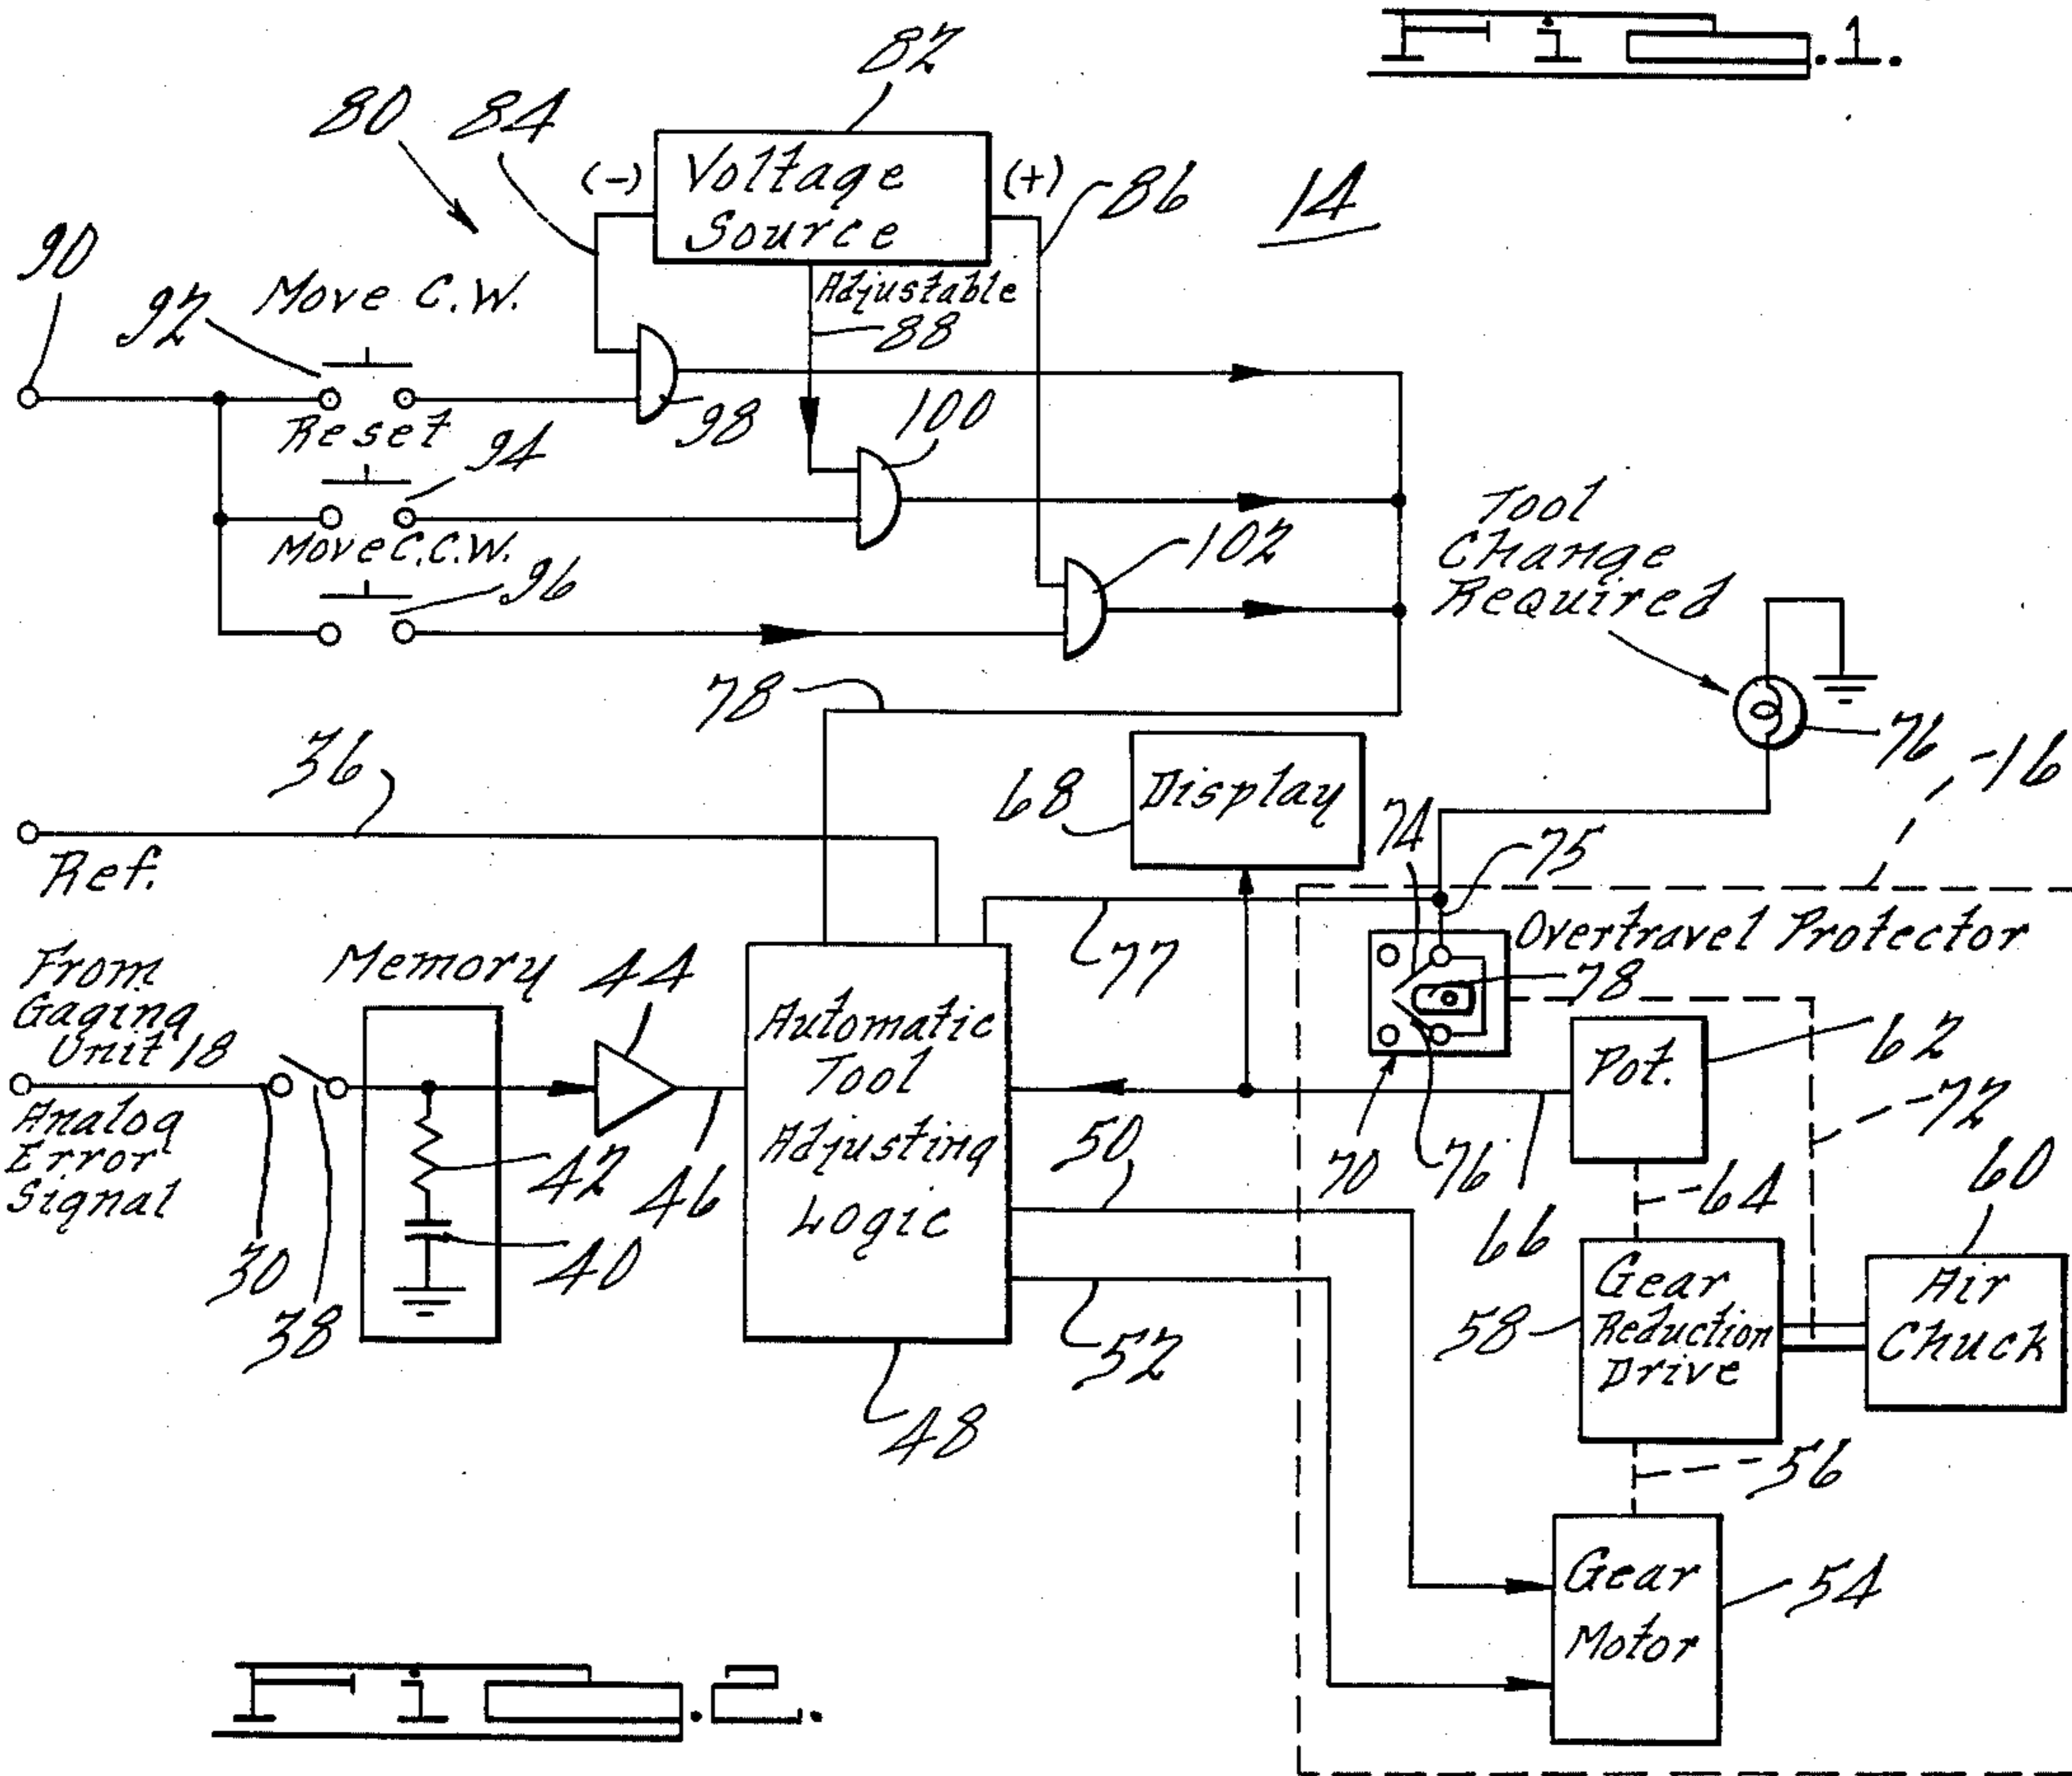 Fig. 1.
82
80
84
(-)
Voltage
Source
(+)
86
14
90
92
Move C.W.
Adjustable
88
Reset
98
100
94
Move C.C.W.
96
102
Tool
Change
Required
78
76
16
36
Ref.
68
Display
74
75
77
Overtravel Protector
78
From
Gaging
Unit 18
Memory
44
Automatic
Tool
Adjusting
Logic
Pot.
62
72
Analog
Error
Signal
30
38
42
40
46
50
70
76
66
64
60
52
48
58
Gear
Reduction
Drive
Air
Chuck
56
Gear
Motor
54
Fig. 2.